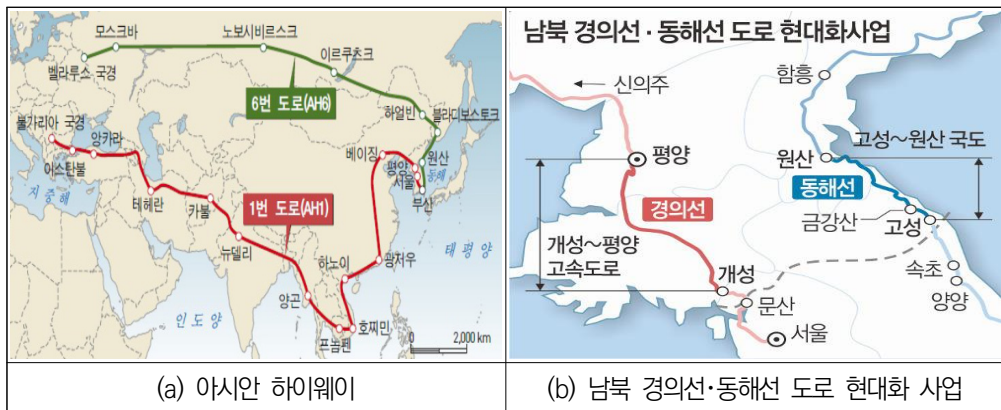 모스크바
노보시비르스크
이르쿠츠크
벨라루스 국경
6번 도로(AH6)
하얼빈
블라디보스토크
불가리아 국경
앙카라
베이징
원산
평양
동해
이스탄불
서울
지중해
테헤란
카불
1번 도로(AH1)
부산
뉴델리
태평양
하노이
광저우
양곤
인도양
호찌민
프놈펜
0 2,000 km
(a) 아시안 하이웨이
남북 경의선·동해선 도로 현대화사업
신의주
함흥
고성~원산 국도
평양
원산
동해선
경의선
금강산
고성
개성~평양
고속도로
개성
속초
문산
양양
서울
(b) 남북 경의선·동해선 도로 현대화 사업